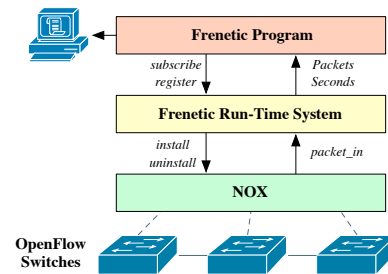 Frenetic Program
subscribe
register
Packets
Seconds
Frenetic Run-Time System
install
uninstall
packet_in
NOX
OpenFlow
Switches